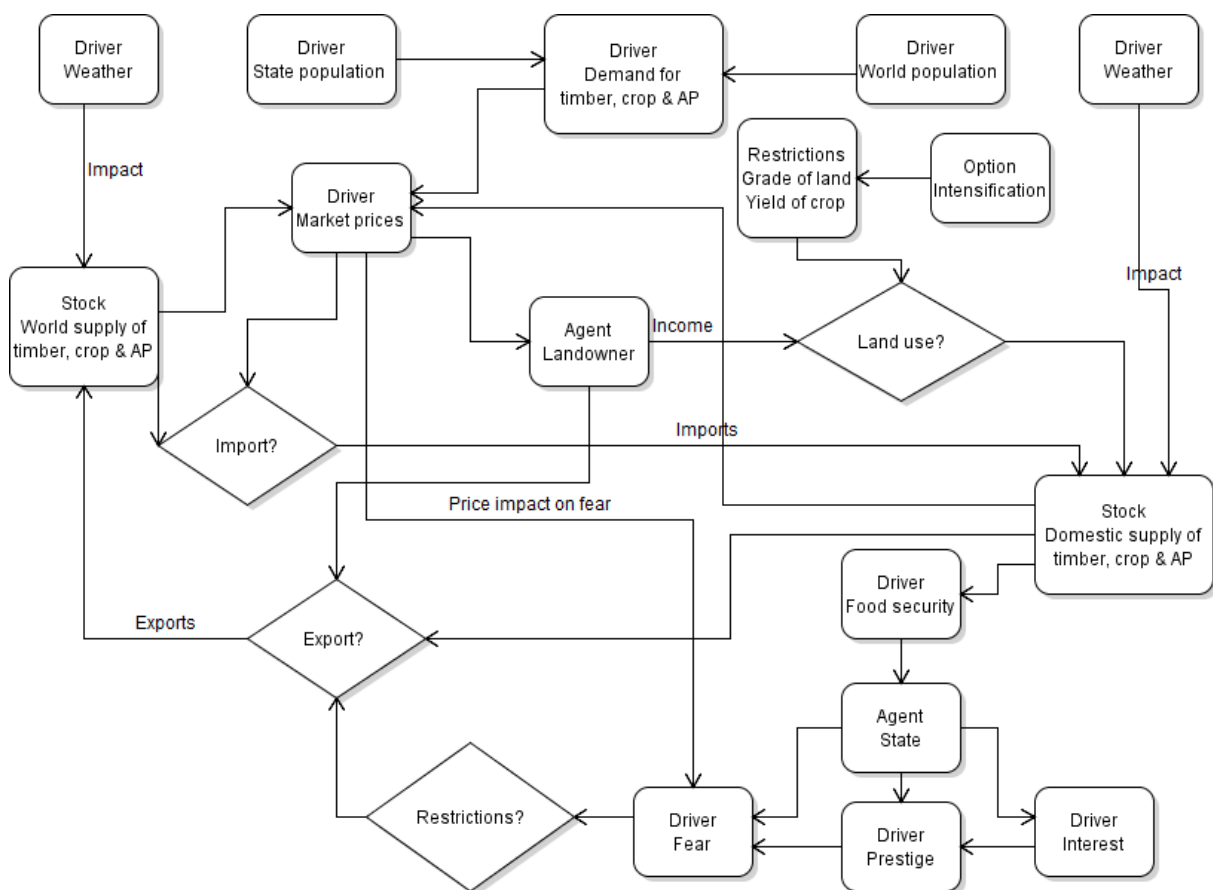 Driver
Weather
Driver
State population
Driver
Demand for
timber, crop & AP
Driver
World population
Driver
Weather
Impact
Restrictions
Grade of land
Yield of crop
Option
Intensification
Driver
Market prices
Impact
Stock
World supply of
timber, crop & AP
Agent
Landowner
Income
Land use?
Import?
Imports
Price impact on fear
Stock
Domestic supply of
timber, crop & AP
Driver
Food security
Exports
Export?
Agent
State
Restrictions?
Driver
Fear
Driver
Prestige
Driver
Interest